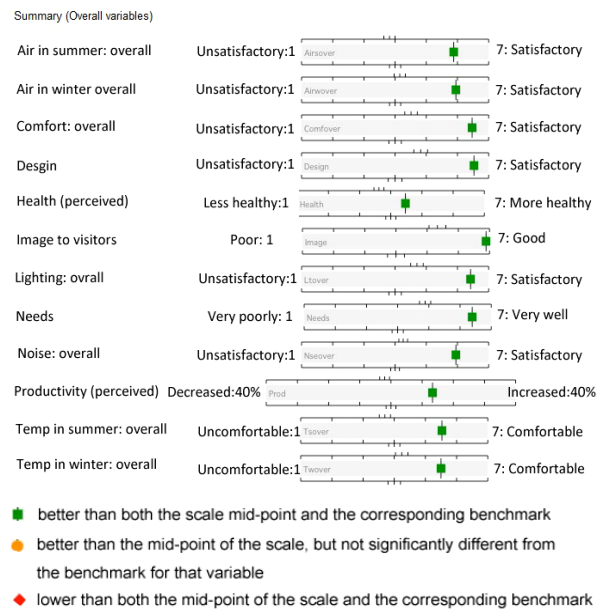 Summary (Overall variables)
Air in summer: overall Unsatisfactory:1 Airsover 7: Satisfactory
Air in winter overall Unsatisfactory:1 Airwover 7: Satisfactory
Comfort: overall Unsatisfactory:1 Comfover 7: Satisfactory
Desgin Unsatisfactory:1 Design 7: Satisfactory
Health (perceived) Less healthy:1 Health 7: More healthy
Image to visitors Poor: 1 Image 7: Good
Lighting: ovrall Unsatisfactory:1 Ltover 7: Satisfactory
Needs Very poorly: 1 Needs 7: Very well
Noise: overall Unsatisfactory:1 Nseover 7: Satisfactory
Productivity (perceived) Decreased:40% Prod Increased:40%
Temp in summer: overall Uncomfortable:1 Tsover 7: Comfortable
Temp in winter: overall Uncomfortable:1 Twover 7: Comfortable
better than both the scale mid-point and the corresponding benchmark
better than the mid-point of the scale, but not significantly different from
the benchmark for that variable
lower than both the mid-point of the scale and the corresponding benchmark